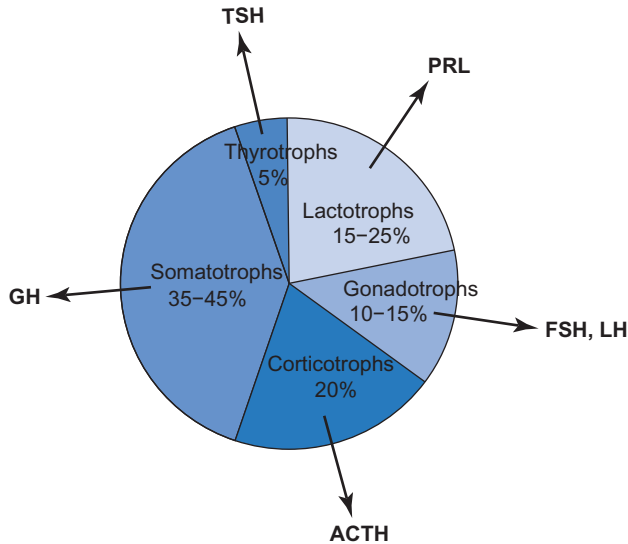 TSH
PRL
Thyrotrophs
5%
Lactotrophs
15–25%
Somatotrophs
35–45%
GH
Gonadotrophs
10–15%
FSH, LH
Corticotrophs
20%
ACTH